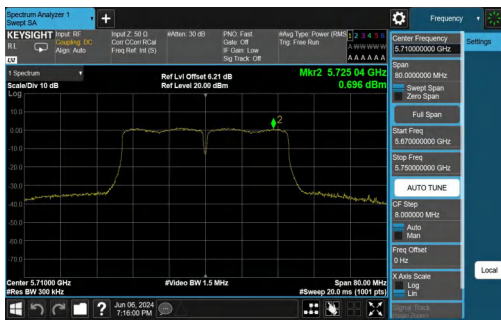 Spectrum Analyzer 1
Swept SA
Frequency
KEYSIGHT
RL
Input: RF
Coupling: DC
Align: Auto
Input Z: 50 Ω
Corr CCorr RCal
Freq Ref: Int (S)
#Atten: 30 dB
PNO: Fast
Gate: Off
IF Gain: Low
Sig Track: Off
#Avg Type: Power (RMS
Trig: Free Run
1 2 3 4 5 6
A W W W W W
A A A A A A
1 Spectrum
Scale/Div 10 dB
Ref Lvl Offset 6.21 dB
Ref Level 20.00 dBm
Mkr2 5.725 04 GHz
0.696 dBm
Log
10.0
0.00
-10.0
-20.0
-30.0
-40.0
-50.0
-60.0
-70.0
2
Center 5.71000 GHz
#Res BW 300 kHz
#Video BW 1.5 MHz
Span 80.00 MHz
#Sweep 20.0 ms (1001 pts)
Jun 06, 2024
7:16:00 PM
?
Center Frequency
5.710000000 GHz
Settings
Span
80.0000000 MHz
Swept Span
Zero Span
Full Span
Start Freq
5.670000000 GHz
Stop Freq
5.750000000 GHz
AUTO TUNE
CF Step
8.000000 MHz
Auto
Man
Freq Offset
0 Hz
X Axis Scale
Log
Lin
Local
Signal Track